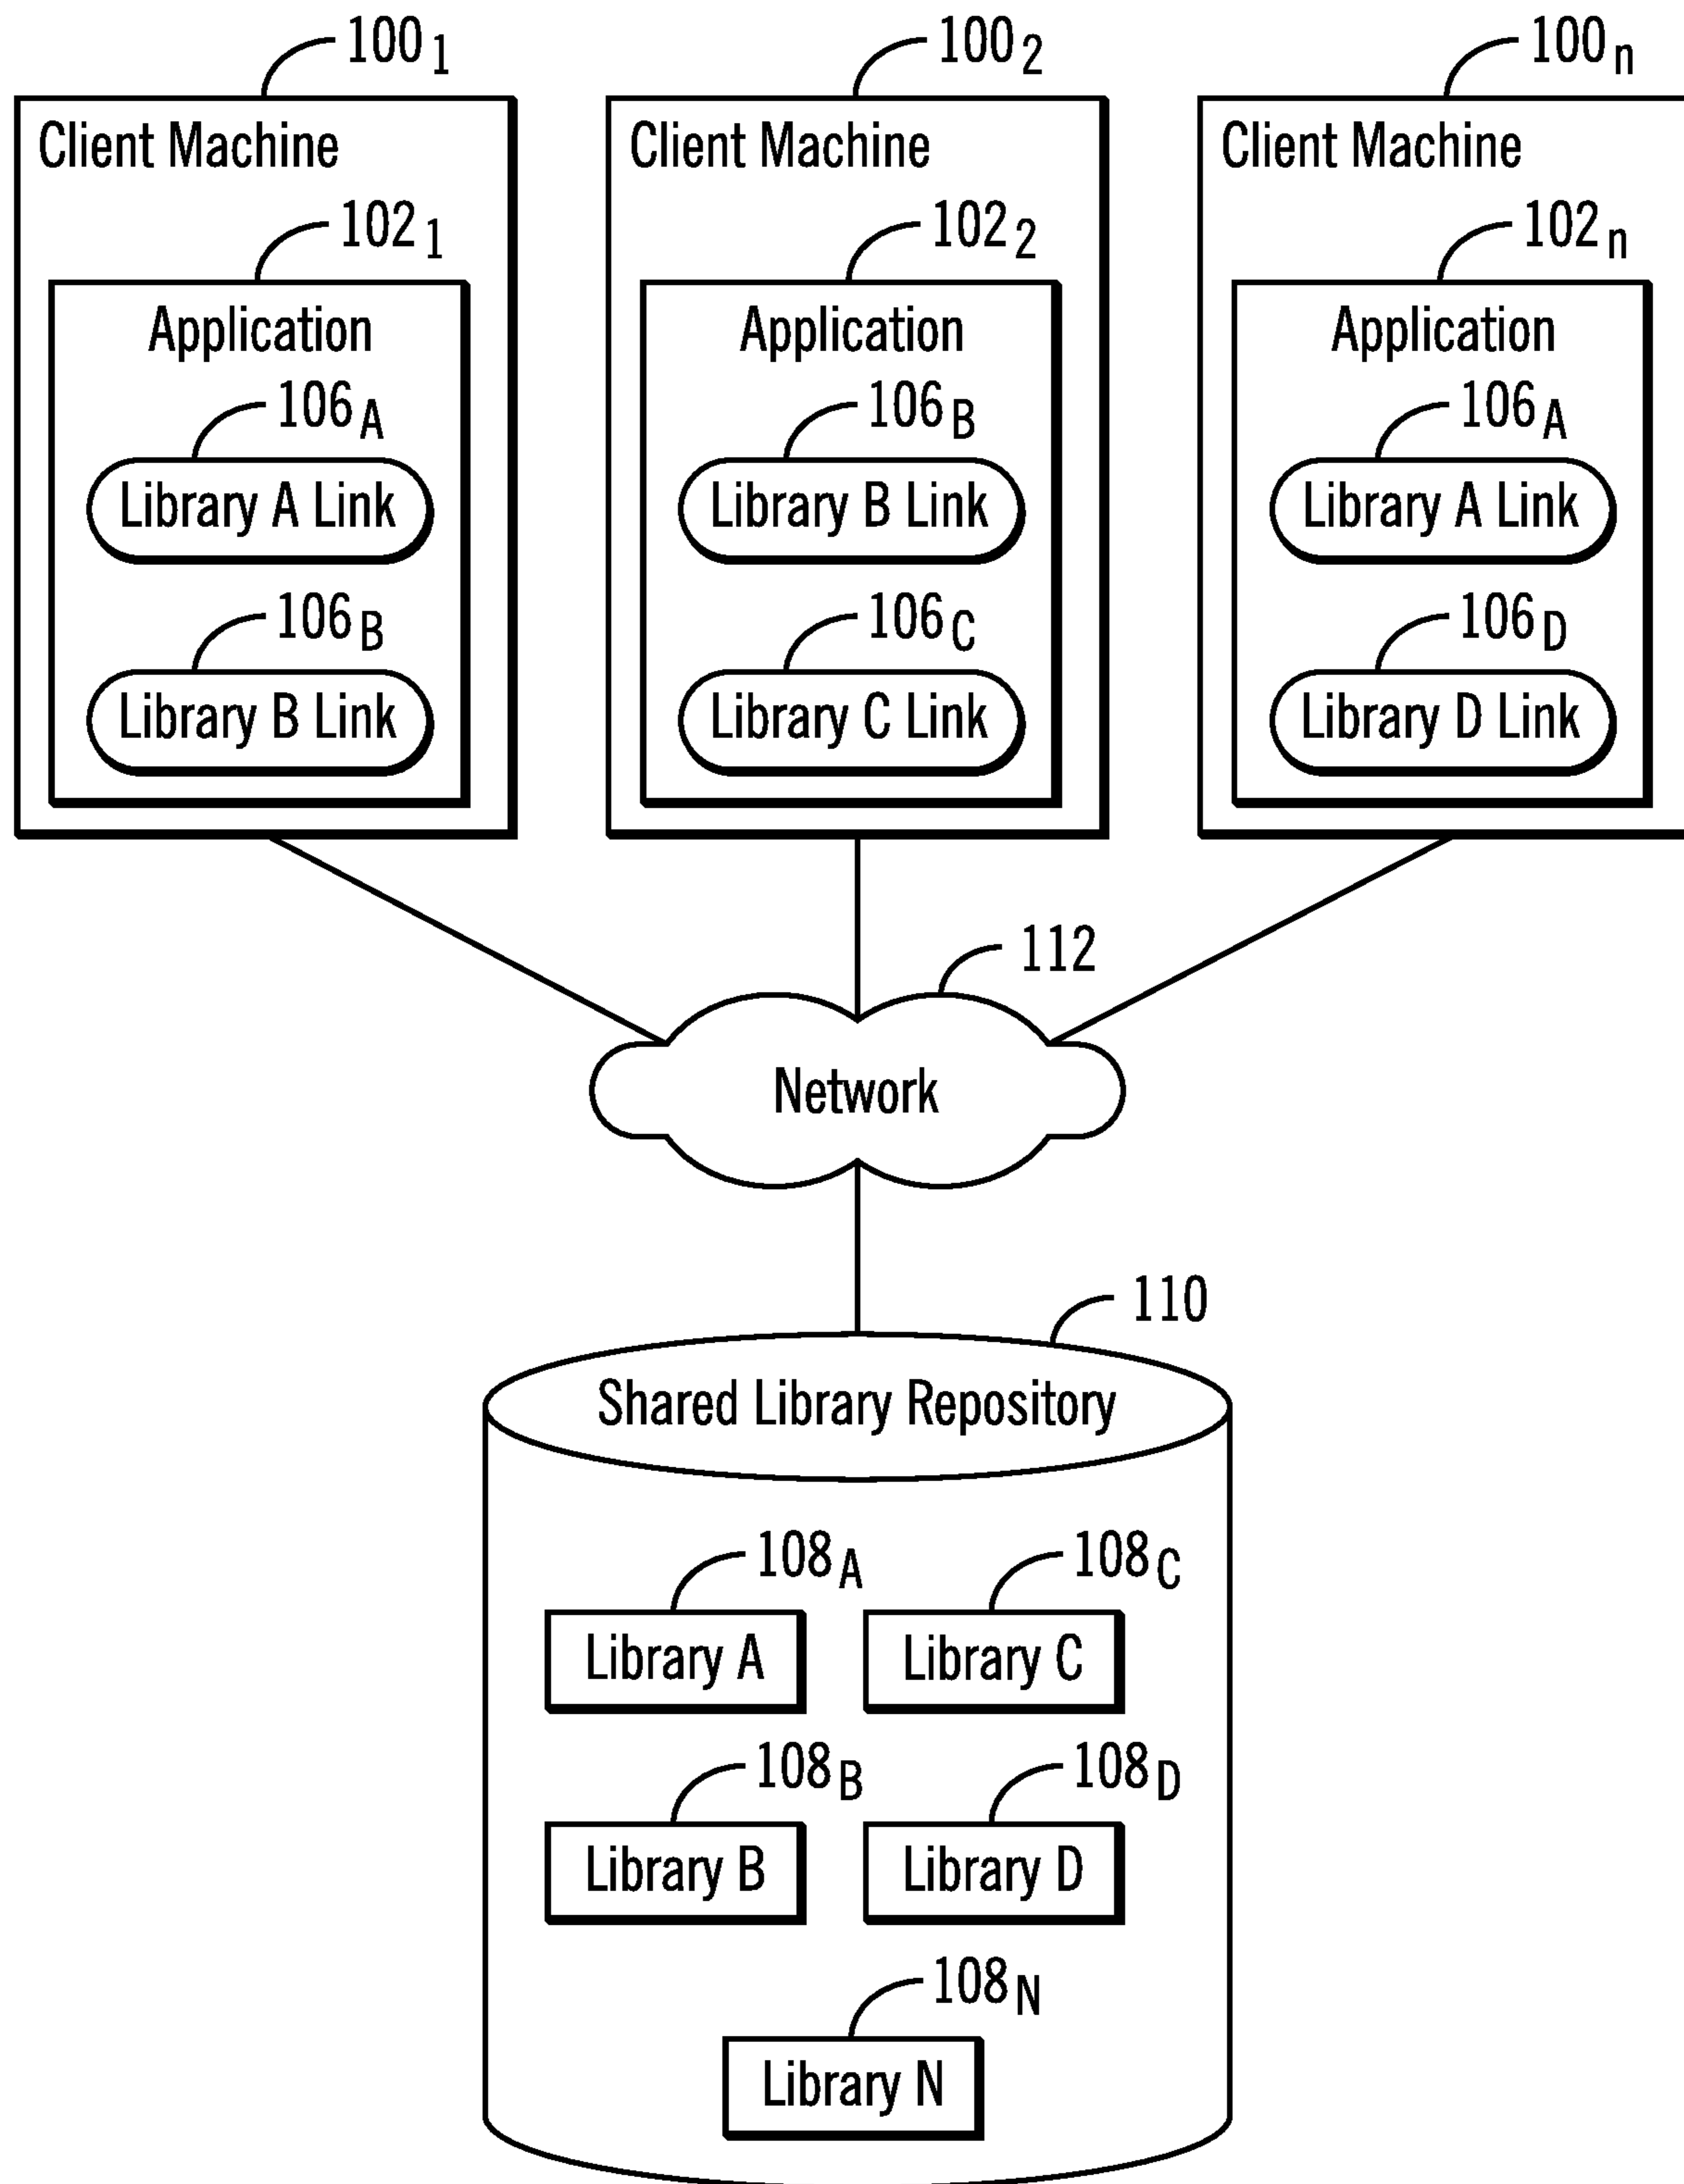 100₁ 100₂ 100ₙ
Client Machine Client Machine Client Machine
102₁ 102₂ 102ₙ
Application Application Application
106A 106B 106A
Library A Link Library B Link Library A Link
106B 106C 106D
Library B Link Library C Link Library D Link
112
Network
110
Shared Library Repository
108A 108C
Library A Library C
108B 108D
Library B Library D
108N
Library N